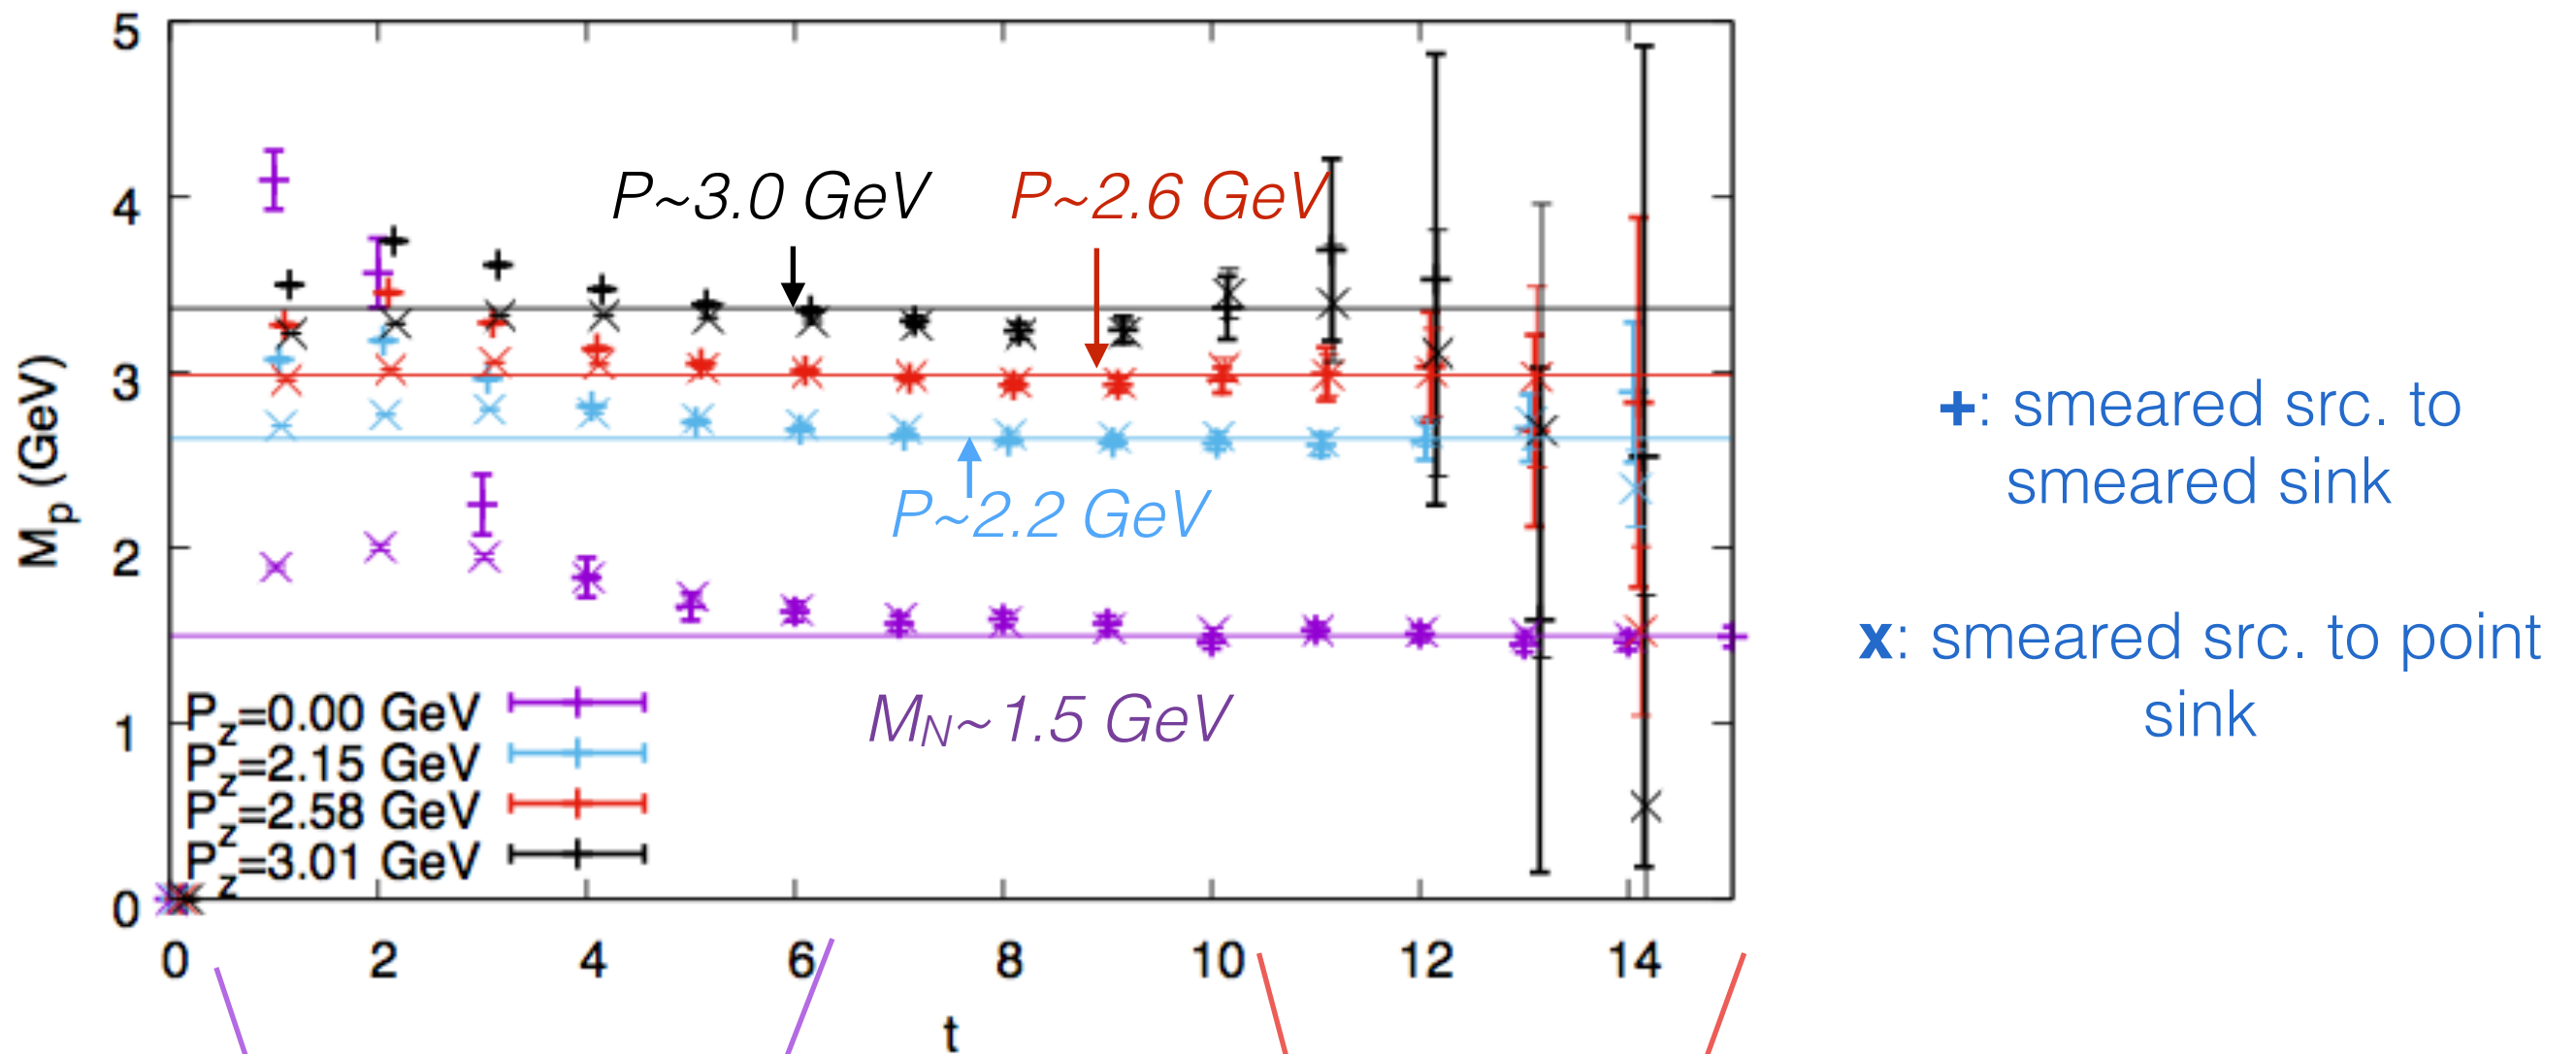 5
4
3
2
1
0
M_p (GeV)
P~3.0 GeV
P~2.6 GeV
P~2.2 GeV
M_N~1.5 GeV
P_z=0.00 GeV
P_z=2.15 GeV
P_z=2.58 GeV
P_z=3.01 GeV
0 2 4 6 8 10 12 14
t
+: smeared src. to
smeared sink
x: smeared src. to point
sink